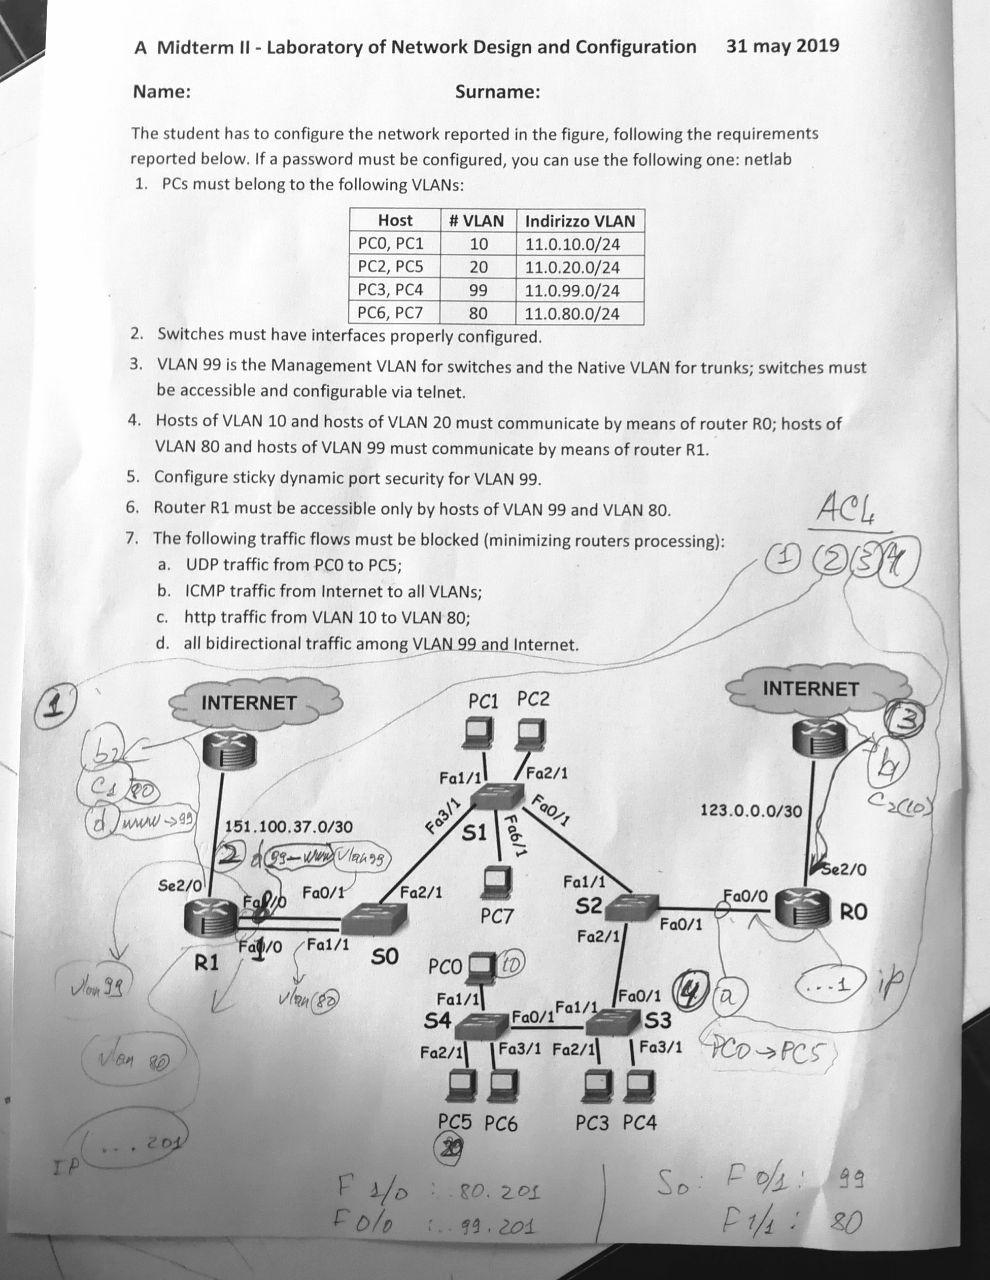 A Midterm II - Laboratory of Network Design and Configuration 31 may 2019
Name: Surname:
The student has to configure the network reported in the figure, following the requirements
reported below. If a password must be configured, you can use the following one: netlab
1. PCs must belong to the following VLANs:
Host # VLAN Indirizzo VLAN
PC0, PC1 10 11.0.10.0/24
PC2, PC5 20 11.0.20.0/24
PC3, PC4 99 11.0.99.0/24
PC6, PC7 80 11.0.80.0/24
2. Switches must have interfaces properly configured.
3. VLAN 99 is the Management VLAN for switches and the Native VLAN for trunks; switches must
be accessible and configurable via telnet.
4. Hosts of VLAN 10 and hosts of VLAN 20 must communicate by means of router R0; hosts of
VLAN 80 and hosts of VLAN 99 must communicate by means of router R1.
5. Configure sticky dynamic port security for VLAN 99.
6. Router R1 must be accessible only by hosts of VLAN 99 and VLAN 80.
ACL
7. The following traffic flows must be blocked (minimizing routers processing):
1 2 3 4
a. UDP traffic from PC0 to PC5;
b. ICMP traffic from Internet to all VLANs;
c. http traffic from VLAN 10 to VLAN 80;
d. all bidirectional traffic among VLAN 99 and Internet.
1
INTERNET
PC1 PC2
INTERNET
3
b2
b1
Fa1/1 Fa2/1
C1 80
C2(10)
d www→99
151.100.37.0/30
Fa3/1
S1
Fa6/1
Fa0/1
123.0.0.0/30
2 d 99-www Vlan99
Se2/0
Fa0/0
Fa0/1
Fa2/1
PC7
Fa1/1
S2
Fa0/1
Fa0/0
Se2/0
R0
R1
Fa1/0
Fa1/1
S0
Fa2/1
vlan 99
vlan 80
PC0 10
4 a
...1 ip
Fa1/1
S4
Fa0/1
Fa1/1
Fa0/1
S3
Vlan 80
Fa2/1 Fa3/1 Fa2/1 Fa3/1
PC0→PC5
PC5 PC6 PC3 PC4
20
IP ...201
F 1/0 : ..80.201
F 0/0 :...99.201
S0: F 0/1: 99
F 1/1: 80